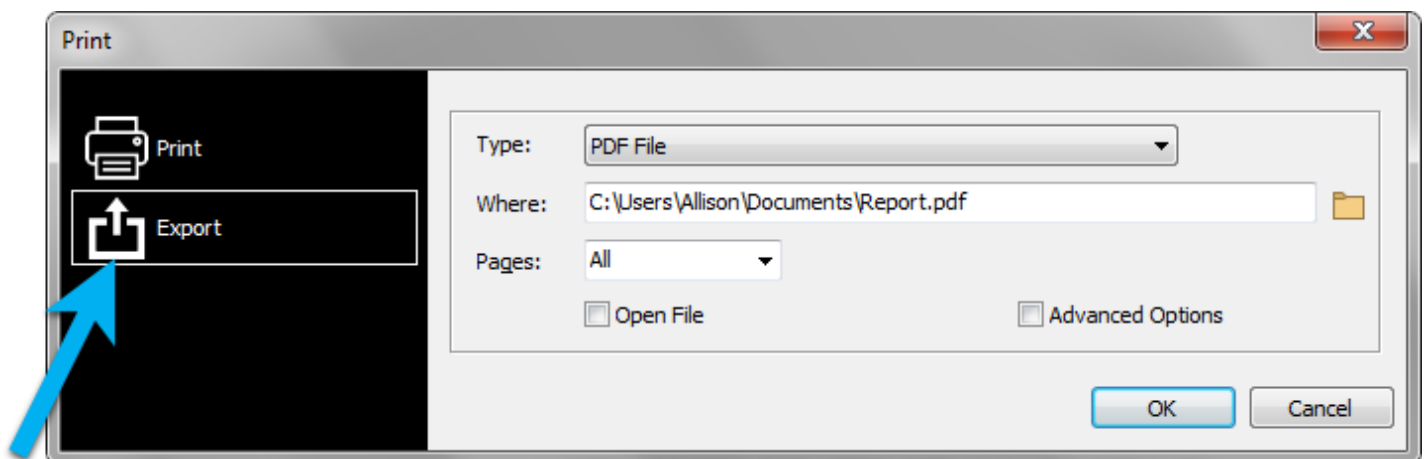 Print
Print
Export
Type: PDF File
Where: C:\Users\Allison\Documents\Report.pdf
Pages: All
Open File Advanced Options
OK Cancel